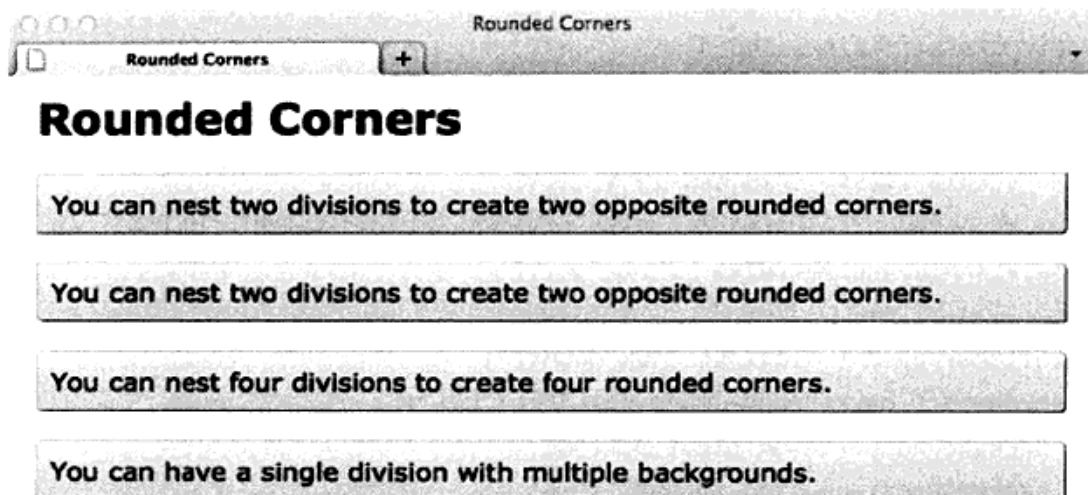 Rounded Corners
Rounded Corners +
Rounded Corners
You can nest two divisions to create two opposite rounded corners.
You can nest two divisions to create two opposite rounded corners.
You can nest four divisions to create four rounded corners.
You can have a single division with multiple backgrounds.